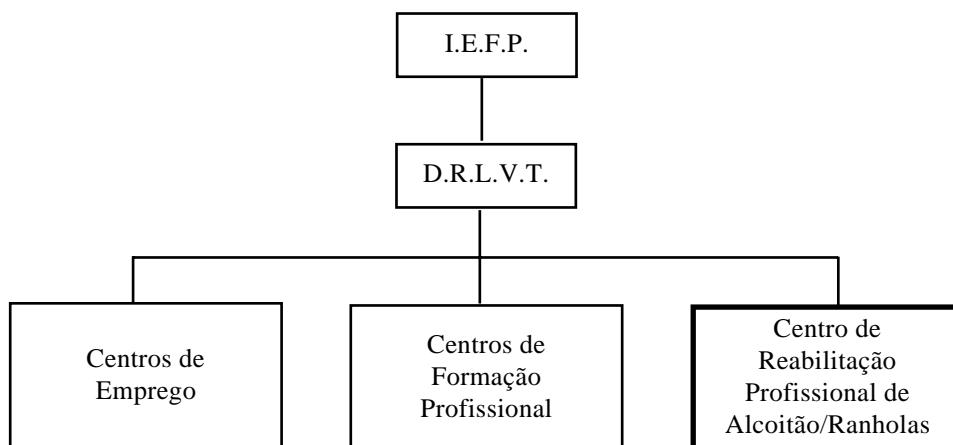 I.E.F.P.
D.R.L.V.T.
Centros de
Emprego
Centros de
Formação
Profissional
Centro de
Reabilitação
Profissional de
Alcoitão/Ranholas